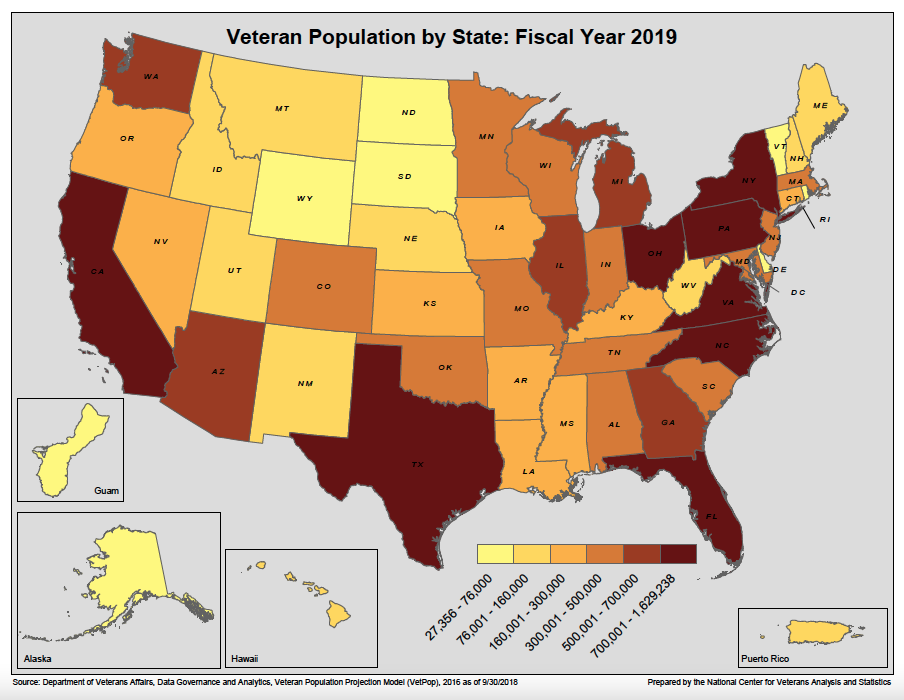 Veteran Population by State: Fiscal Year 2019
WA
MT
ND
MN
ME
OR
ID
SD
WI
VT
NH
WY
MI
NY
MA
CT
RI
NV
NE
IA
PA
NJ
UT
CO
IL
IN
OH
MD
DE
DC
CA
WV
VA
KS
MO
KY
NC
AZ
NM
OK
AR
TN
SC
MS
AL
GA
TX
LA
FL
Guam
27,356 - 76,000
76,001 - 160,000
160,001 - 300,000
300,001 - 500,000
500,001 - 700,000
700,001 - 1,629,238
Alaska
Hawaii
Puerto Rico
Source: Department of Veterans Affairs, Data Governance and Analytics, Veteran Population Projection Model (VetPop), 2016 as of 9/30/2018
Prepared by the National Center for Veterans Analysis and Statistics